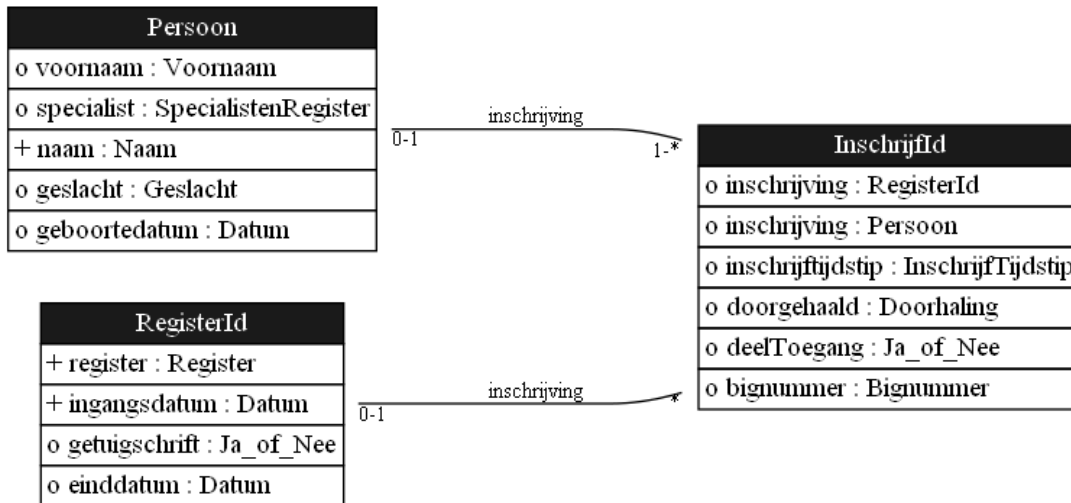 Persoon
o voornaam : Voornaam
o specialist : SpecialistenRegister
+ naam : Naam
o geslacht : Geslacht
o geboortedatum : Datum
inschrijving
0-1
1-*
InschrijfId
o inschrijving : RegisterId
o inschrijving : Persoon
o inschrijftijdstip : InschrijfTijdstip
o doorgehaald : Doorhaling
o deelToegang : Ja_of_Nee
o bignummer : Bignummer
RegisterId
+ register : Register
+ ingangsdatum : Datum
o getuigschrift : Ja_of_Nee
o einddatum : Datum
inschrijving
0-1
*